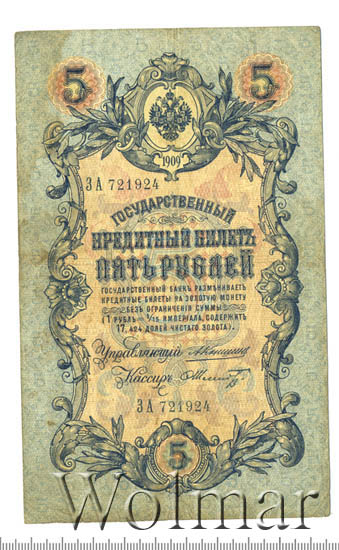 5 5
1909
ЗА 721924
ГОСУДАРСТВЕННЫЙ
КРЕДИТНЫЙ БИЛЕТЪ
ПЯТЬ РУБЛЕЙ
ГОСУДАРСТВЕННЫЙ БАНКЪ РАЗМѢНИВАЕТЪ
КРЕДИТНЫЕ БИЛЕТЫ НА ЗОЛОТУЮ МОНЕТУ
БЕЗЪ ОГРАНИЧЕНІЯ СУММЫ
(1 РУБЛЬ = 1/15 ИМПЕРІАЛА, СОДЕРЖИТЪ
17,424 ДОЛЕЙ ЧИСТАГО ЗОЛОТА).
Управляющій
Кассиръ
ЗА 721924
5
Wolmar